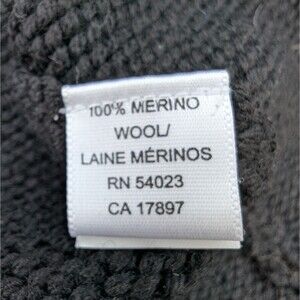 100% MERINO
WOOL/
LAINE MÉRINOS
RN 54023
CA 17897